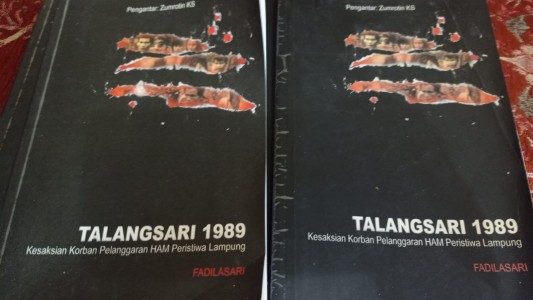 Pengantar: Zumrotin KS
TALANGSARI 1989
Kesaksian Korban Pelanggaran HAM Peristiwa Lampung
FADILASARI
Pengantar: Zumrotin KS
TALANGSARI 1989
Kesaksian Korban Pelanggaran HAM Peristiwa Lampung
FADILASARI